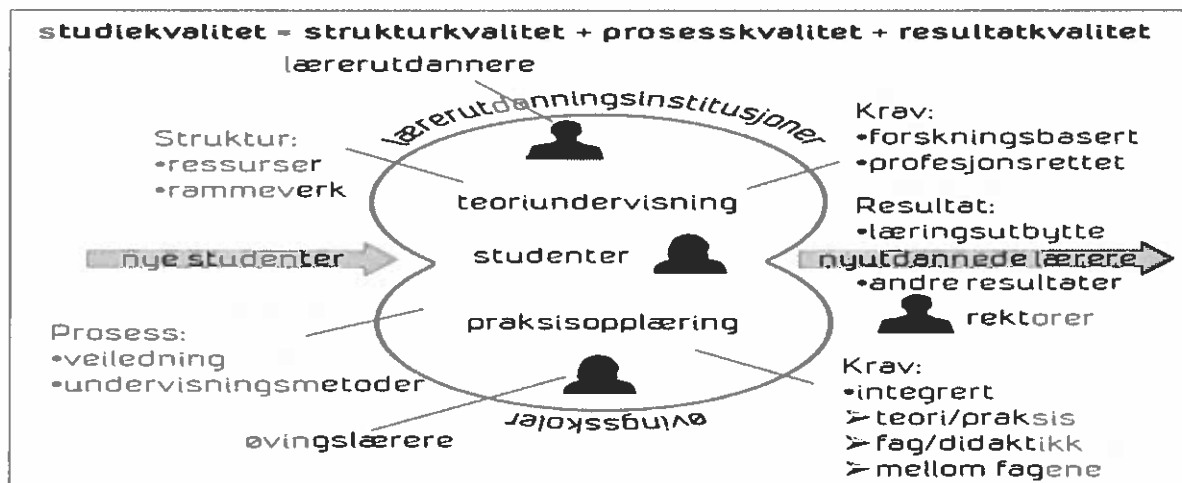 studiekvalitet = strukturkvalitet + prosesskvalitet + resultatkvalitet
lærerutdannere
lærerutdanningsinstitusjoner
Struktur:
•ressurser
•rammeverk
Krav:
•forskningsbasert
•profesjonsrettet
teoriundervisning
Resultat:
•læringsutbytte
nye studenter
studenter
nyutdannede lærere
•andre resultater
rektorer
praksisopplæring
Prosess:
•veiledning
•undervisningsmetoder
Krav:
•integrert
➢teori/praksis
➢fag/didaktikk
➢mellom fagene
øvingslærere
øvingsskoler